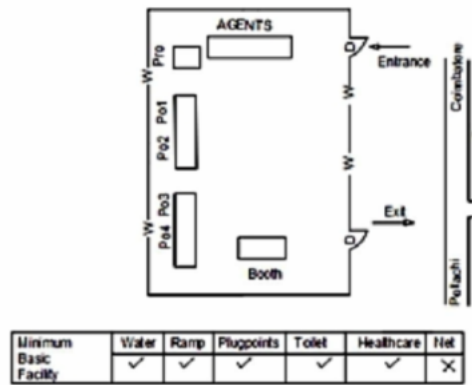 AGENTS
Pro
D
Entrance
W
W
Coimbatore
Po1
Po2
W
Po3
Po4
W
Exit
D
Booth
Pollachi
Minimum Basic Facility Water Ramp Plugpoints Toilet Healthcare Net
✓ ✓ ✓ ✓ ✓ ✗